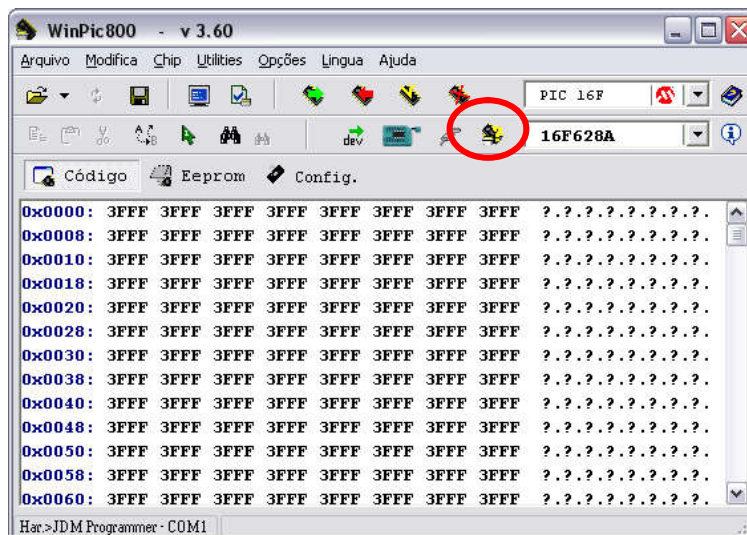 WinPic800 - v 3.60
Arquivo Modifica Chip Utilities Opções Lingua Ajuda
PIC 16F
dev 16F628A
Código Eeprom Config.
0x0000: 3FFF 3FFF 3FFF 3FFF 3FFF 3FFF 3FFF 3FFF ?.?.?.?.?.?.?.?.
0x0008: 3FFF 3FFF 3FFF 3FFF 3FFF 3FFF 3FFF 3FFF ?.?.?.?.?.?.?.?.
0x0010: 3FFF 3FFF 3FFF 3FFF 3FFF 3FFF 3FFF 3FFF ?.?.?.?.?.?.?.?.
0x0018: 3FFF 3FFF 3FFF 3FFF 3FFF 3FFF 3FFF 3FFF ?.?.?.?.?.?.?.?.
0x0020: 3FFF 3FFF 3FFF 3FFF 3FFF 3FFF 3FFF 3FFF ?.?.?.?.?.?.?.?.
0x0028: 3FFF 3FFF 3FFF 3FFF 3FFF 3FFF 3FFF 3FFF ?.?.?.?.?.?.?.?.
0x0030: 3FFF 3FFF 3FFF 3FFF 3FFF 3FFF 3FFF 3FFF ?.?.?.?.?.?.?.?.
0x0038: 3FFF 3FFF 3FFF 3FFF 3FFF 3FFF 3FFF 3FFF ?.?.?.?.?.?.?.?.
0x0040: 3FFF 3FFF 3FFF 3FFF 3FFF 3FFF 3FFF 3FFF ?.?.?.?.?.?.?.?.
0x0048: 3FFF 3FFF 3FFF 3FFF 3FFF 3FFF 3FFF 3FFF ?.?.?.?.?.?.?.?.
0x0050: 3FFF 3FFF 3FFF 3FFF 3FFF 3FFF 3FFF 3FFF ?.?.?.?.?.?.?.?.
0x0058: 3FFF 3FFF 3FFF 3FFF 3FFF 3FFF 3FFF 3FFF ?.?.?.?.?.?.?.?.
0x0060: 3FFF 3FFF 3FFF 3FFF 3FFF 3FFF 3FFF 3FFF ?.?.?.?.?.?.?.?.
Har.>JDM Programmer - COM1